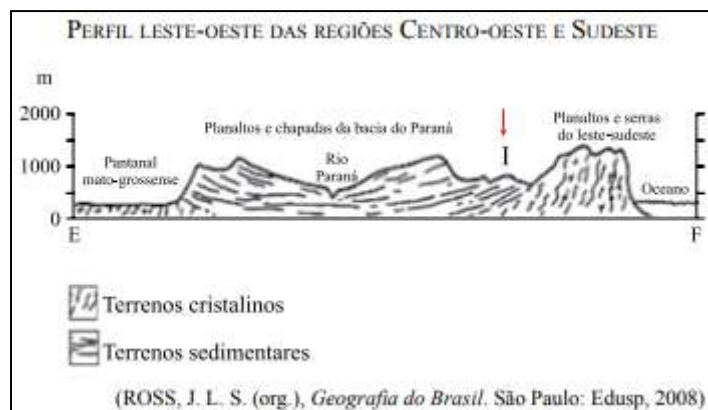 PERFIL LESTE-OESTE DAS REGIÕES CENTRO-OESTE E SUDESTE
m
2000
1000
0
Planaltos e chapadas da bacia do Paraná
I
Planaltos e serras
do leste-sudeste
Pantanal
mato-grossense
Rio
Paraná
Oceano
E
F
Terrenos cristalinos
Terrenos sedimentares
(ROSS, J. L. S. (org.), Geografia do Brasil. São Paulo: Edusp, 2008)